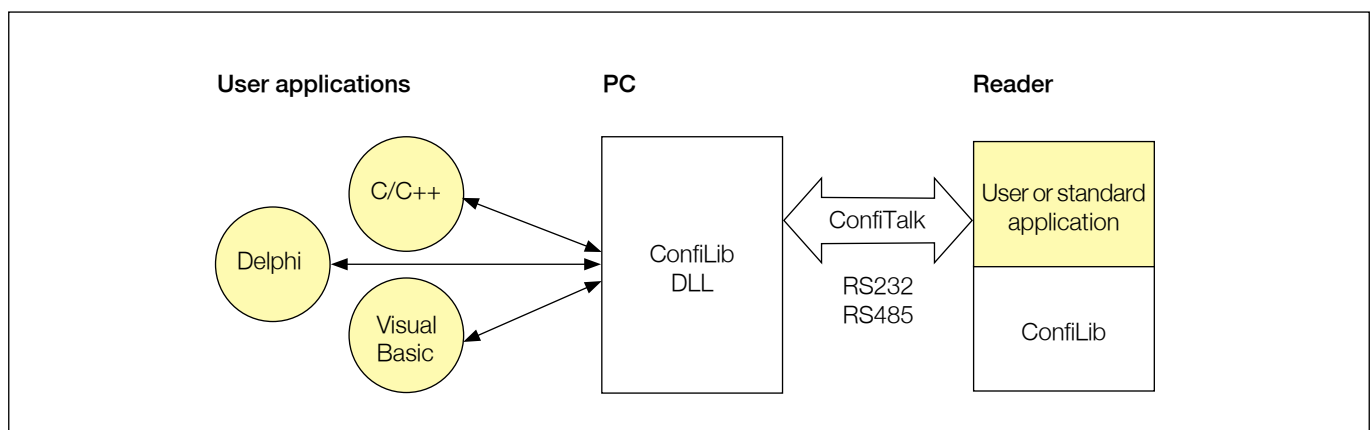 User applications
PC
Reader
C/C++
Delphi
Visual
Basic
ConfiLib
DLL
ConfiTalk
RS232
RS485
User or standard
application
ConfiLib